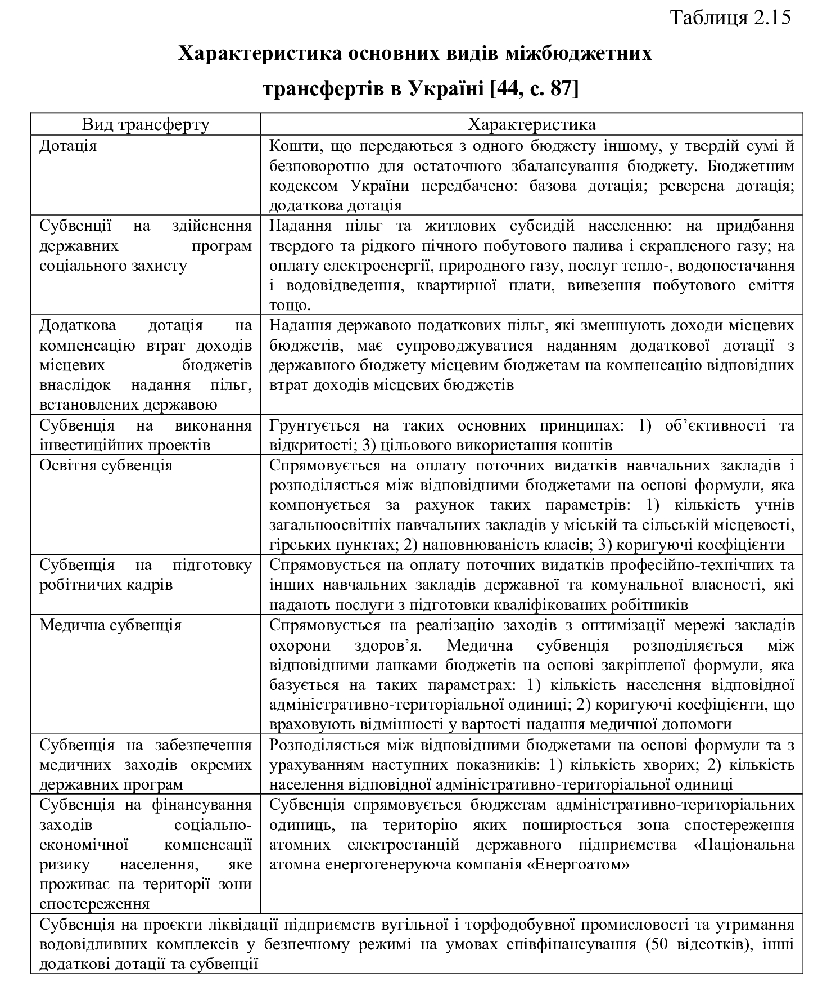 Таблиця 2.15
Характеристика основних видів міжбюджетних
трансфертів в Україні [44, с. 87]
Вид трансферту
Характеристика
Дотація
Кошти, що передаються з одного бюджету іншому, у твердій сумі й
безповоротно для остаточного збалансування бюджету. Бюджетним
кодексом України передбачено: базова дотація; реверсна дотація;
додаткова дотація
Субвенції на здійснення
державних програм
соціального захисту
Надання пільг та житлових субсидій населенню: на придбання
твердого та рідкого пічного побутового палива і скрапленого газу; на
оплату електроенергії, природного газу, послуг тепло-, водопостачання
і водовідведення, квартирної плати, вивезення побутового сміття
тощо.
Додаткова дотація на
компенсацію втрат доходів
місцевих бюджетів
внаслідок надання пільг,
встановлених державою
Надання державою податкових пільг, які зменшують доходи місцевих
бюджетів, має супроводжуватися наданням додаткової дотації з
державного бюджету місцевим бюджетам на компенсацію відповідних
втрат доходів місцевих бюджетів
Субвенція на виконання
інвестиційних проектів
Грунтується на таких основних принципах: 1) об’єктивності та
відкритості; 3) цільового використання коштів
Освітня субвенція
Спрямовується на оплату поточних видатків навчальних закладів і
розподіляється між відповідними бюджетами на основі формули, яка
компонується за рахунок таких параметрів: 1) кількість учнів
загальноосвітніх навчальних закладів у міській та сільській місцевості,
гірських пунктах; 2) наповнюваність класів; 3) коригуючі коефіцієнти
Субвенція на підготовку
робітничих кадрів
Спрямовується на оплату поточних видатків професійно-технічних та
інших навчальних закладів державної та комунальної власності, які
надають послуги з підготовки кваліфікованих робітників
Медична субвенція
Спрямовується на реалізацію заходів з оптимізації мережі закладів
охорони здоров’я. Медична субвенція розподіляється між
відповідними ланками бюджетів на основі закріпленої формули, яка
базується на таких параметрах: 1) кількість населення відповідної
адміністративно-територіальної одиниці; 2) коригуючі коефіцієнти, що
враховують відмінності у вартості надання медичної допомоги
Субвенція на забезпечення
медичних заходів окремих
державних програм
Розподіляється між відповідними бюджетами на основі формули та з
урахуванням наступних показників: 1) кількість хворих; 2) кількість
населення відповідної адміністративно-територіальної одиниці
Субвенція на фінансування
заходів соціально-
економічної компенсації
ризику населення, яке
проживає на території зони
спостереження
Субвенція спрямовується бюджетам адміністративно-територіальних
одиниць, на територію яких поширюється зона спостереження
атомних електростанцій державного підприємства «Національна
атомна енергогенеруюча компанія «Енергоатом»
Субвенція на проєкти ліквідації підприємств вугільної і торфодобувної промисловості та утримання
водовідливних комплексів у безпечному режимі на умовах співфінансування (50 відсотків), інші
додаткові дотації та субвенції